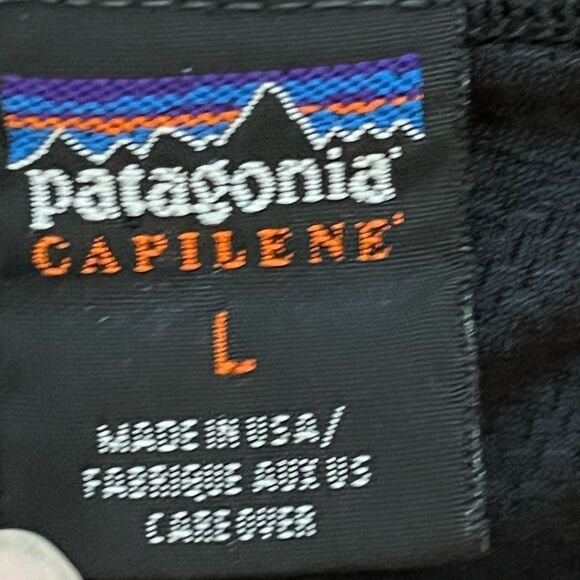 patagonia®
CAPILENE®
L
MADE IN USA/
FABRIQUE AUX US
CARE OVER